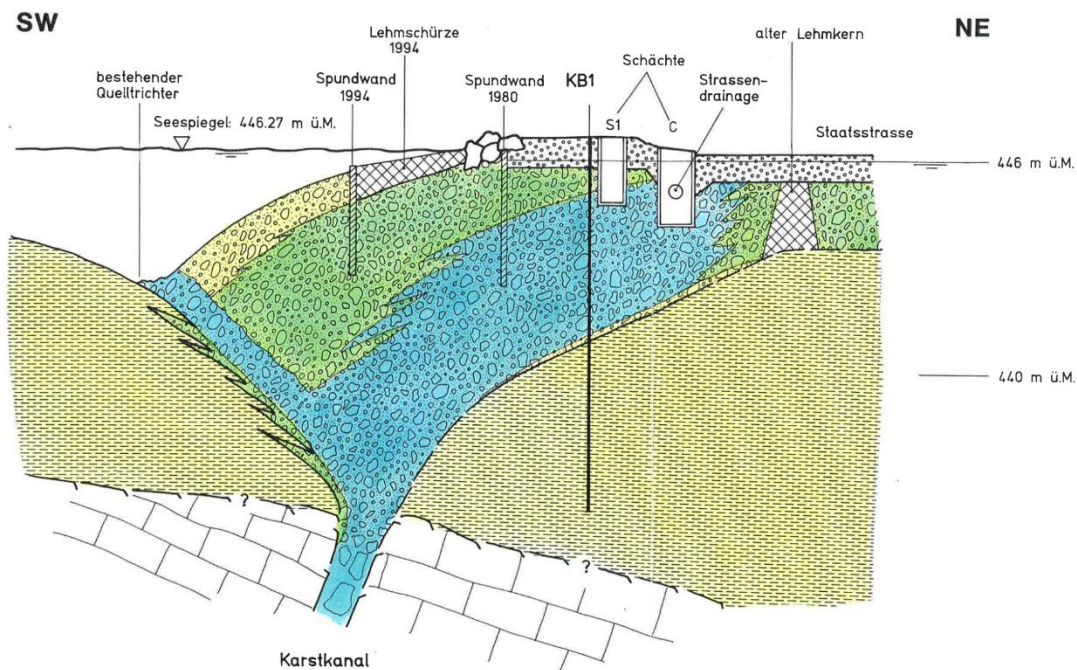 SW
NE
Lehmschürze
1994
alter Lehmkern
bestehender
Quelltrichter
Spundwand
1994
Spundwand
1980
KB1
Schächte
Strassen-
drainage
Seespiegel: 446.27 m ü.M.
S1
C
Staatsstrasse
446 m ü.M.
440 m ü.M.
?
?
Karstkanal